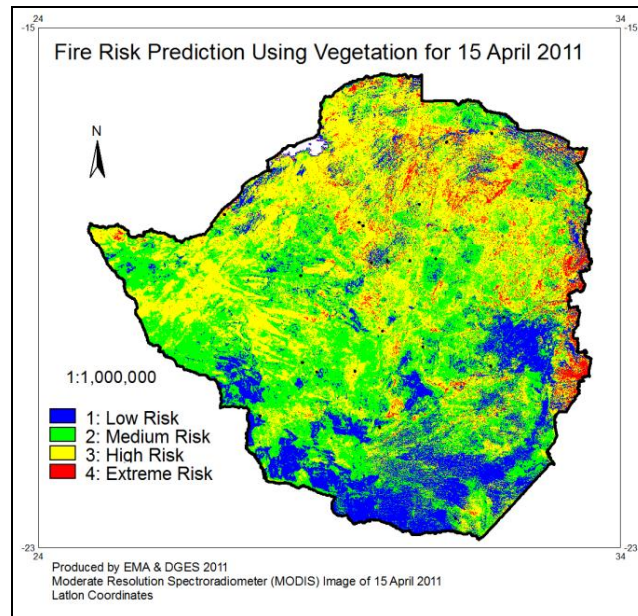 24 34
-15 -15
Fire Risk Prediction Using Vegetation for 15 April 2011
N
1:1,000,000
1: Low Risk
2: Medium Risk
3: High Risk
4: Extreme Risk
-23 -23
24 34
Produced by EMA & DGES 2011
Moderate Resolution Spectroradiometer (MODIS) Image of 15 April 2011
Latlon Coordinates